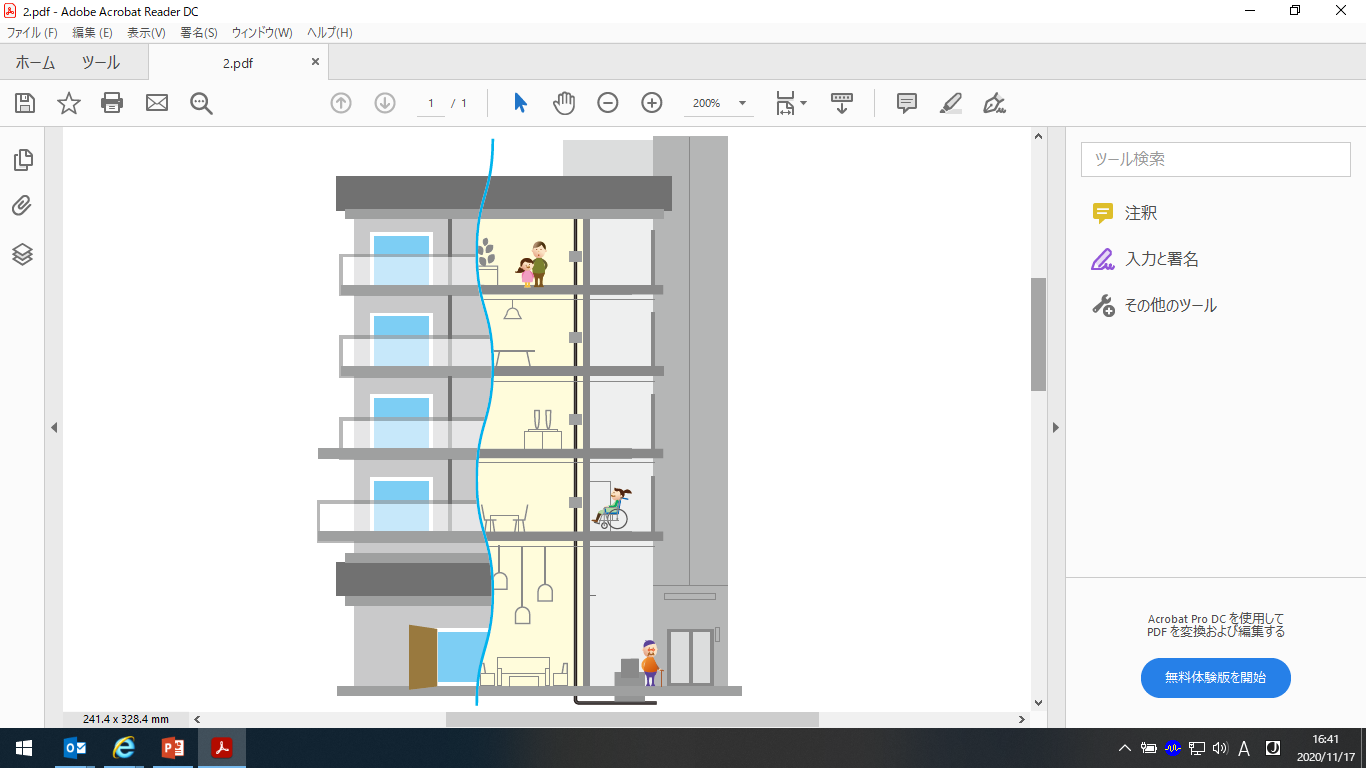 2.pdf - Adobe Acrobat Reader DC
ファイル (F) 編集 (E) 表示(V) 署名(S) ウィンドウ(W) ヘルプ(H)
ホーム ツール 2.pdf ×
1 / 1 200%
ツール検索
注釈
入力と署名
その他のツール
Acrobat Pro DC を使用して
PDF を変換および編集する
無料体験版を開始
241.4 x 328.4 mm
A
16:41
2020/11/17